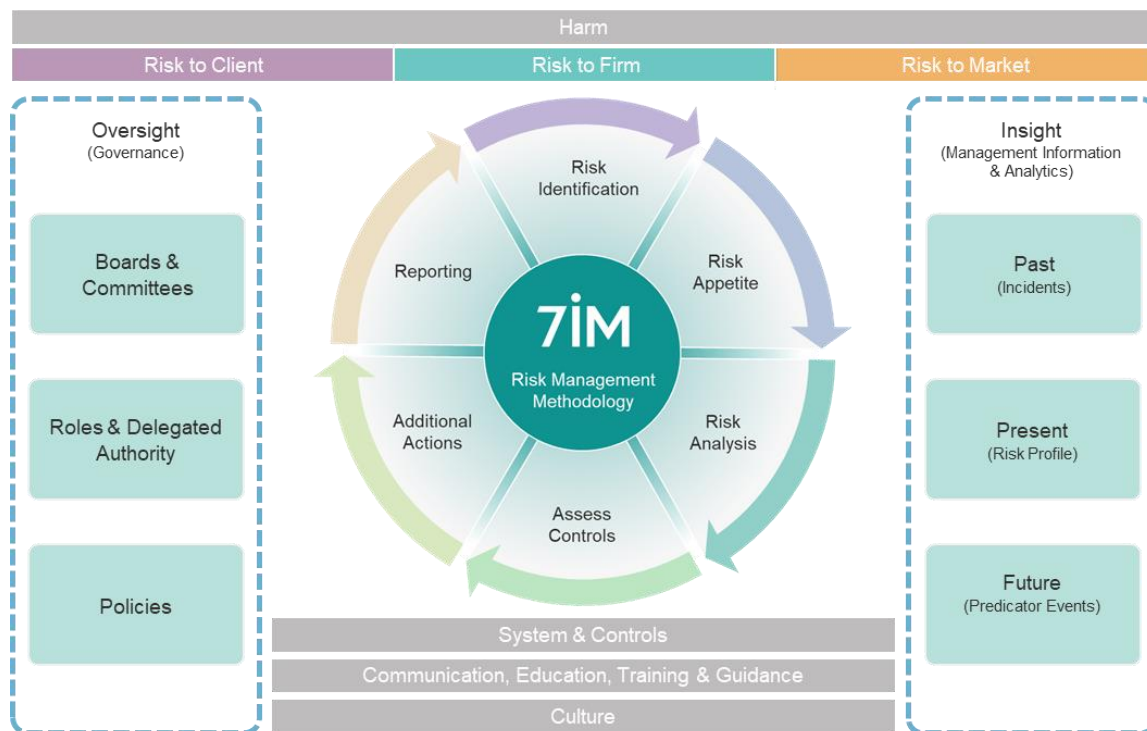 Harm
Risk to Client
Risk to Firm
Risk to Market
Oversight
(Governance)
Boards &
Committees
Roles & Delegated
Authority
Policies
Risk
Identification
Risk
Appetite
Risk
Analysis
Assess
Controls
Additional
Actions
Reporting
7iM
Risk Management
Methodology
System & Controls
Communication, Education, Training & Guidance
Culture
Insight
(Management Information
& Analytics)
Past
(Incidents)
Present
(Risk Profile)
Future
(Predicator Events)